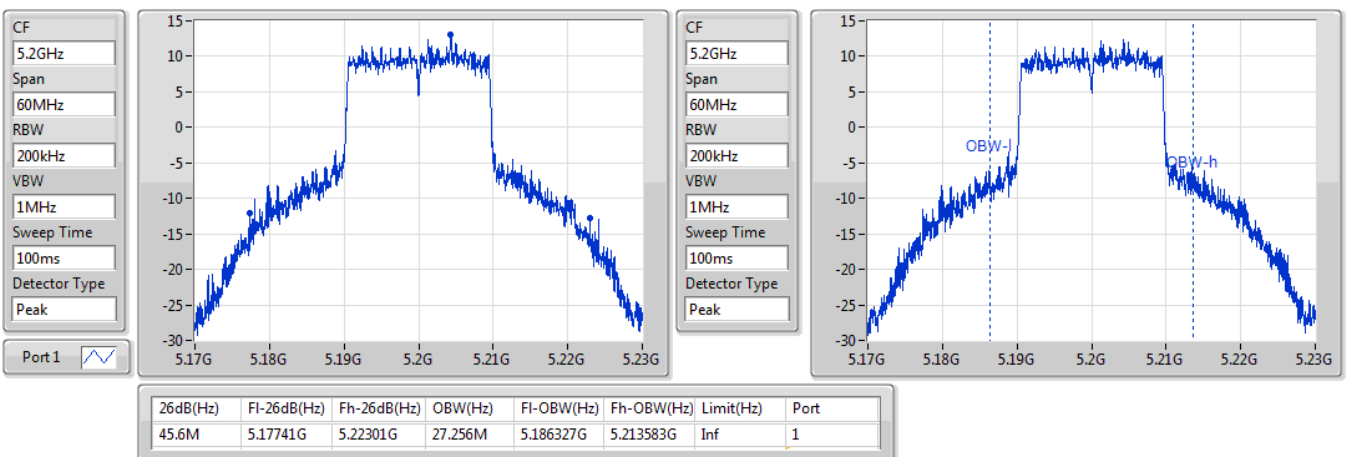 CF
5.2GHz
Span
60MHz
RBW
200kHz
VBW
1MHz
Sweep Time
100ms
Detector Type
Peak
Port 1
15
10
5
0
-5
-10
-15
-20
-25
-30
5.17G 5.18G 5.19G 5.2G 5.21G 5.22G 5.23G
CF
5.2GHz
Span
60MHz
RBW
200kHz
VBW
1MHz
Sweep Time
100ms
Detector Type
Peak
15
10
5
0
-5
-10
-15
-20
-25
-30
OBW-l
OBW-h
5.17G 5.18G 5.19G 5.2G 5.21G 5.22G 5.23G
26dB(Hz) Fl-26dB(Hz) Fh-26dB(Hz) OBW(Hz) Fl-OBW(Hz) Fh-OBW(Hz) Limit(Hz) Port
45.6M 5.17741G 5.22301G 27.256M 5.186327G 5.213583G Inf 1